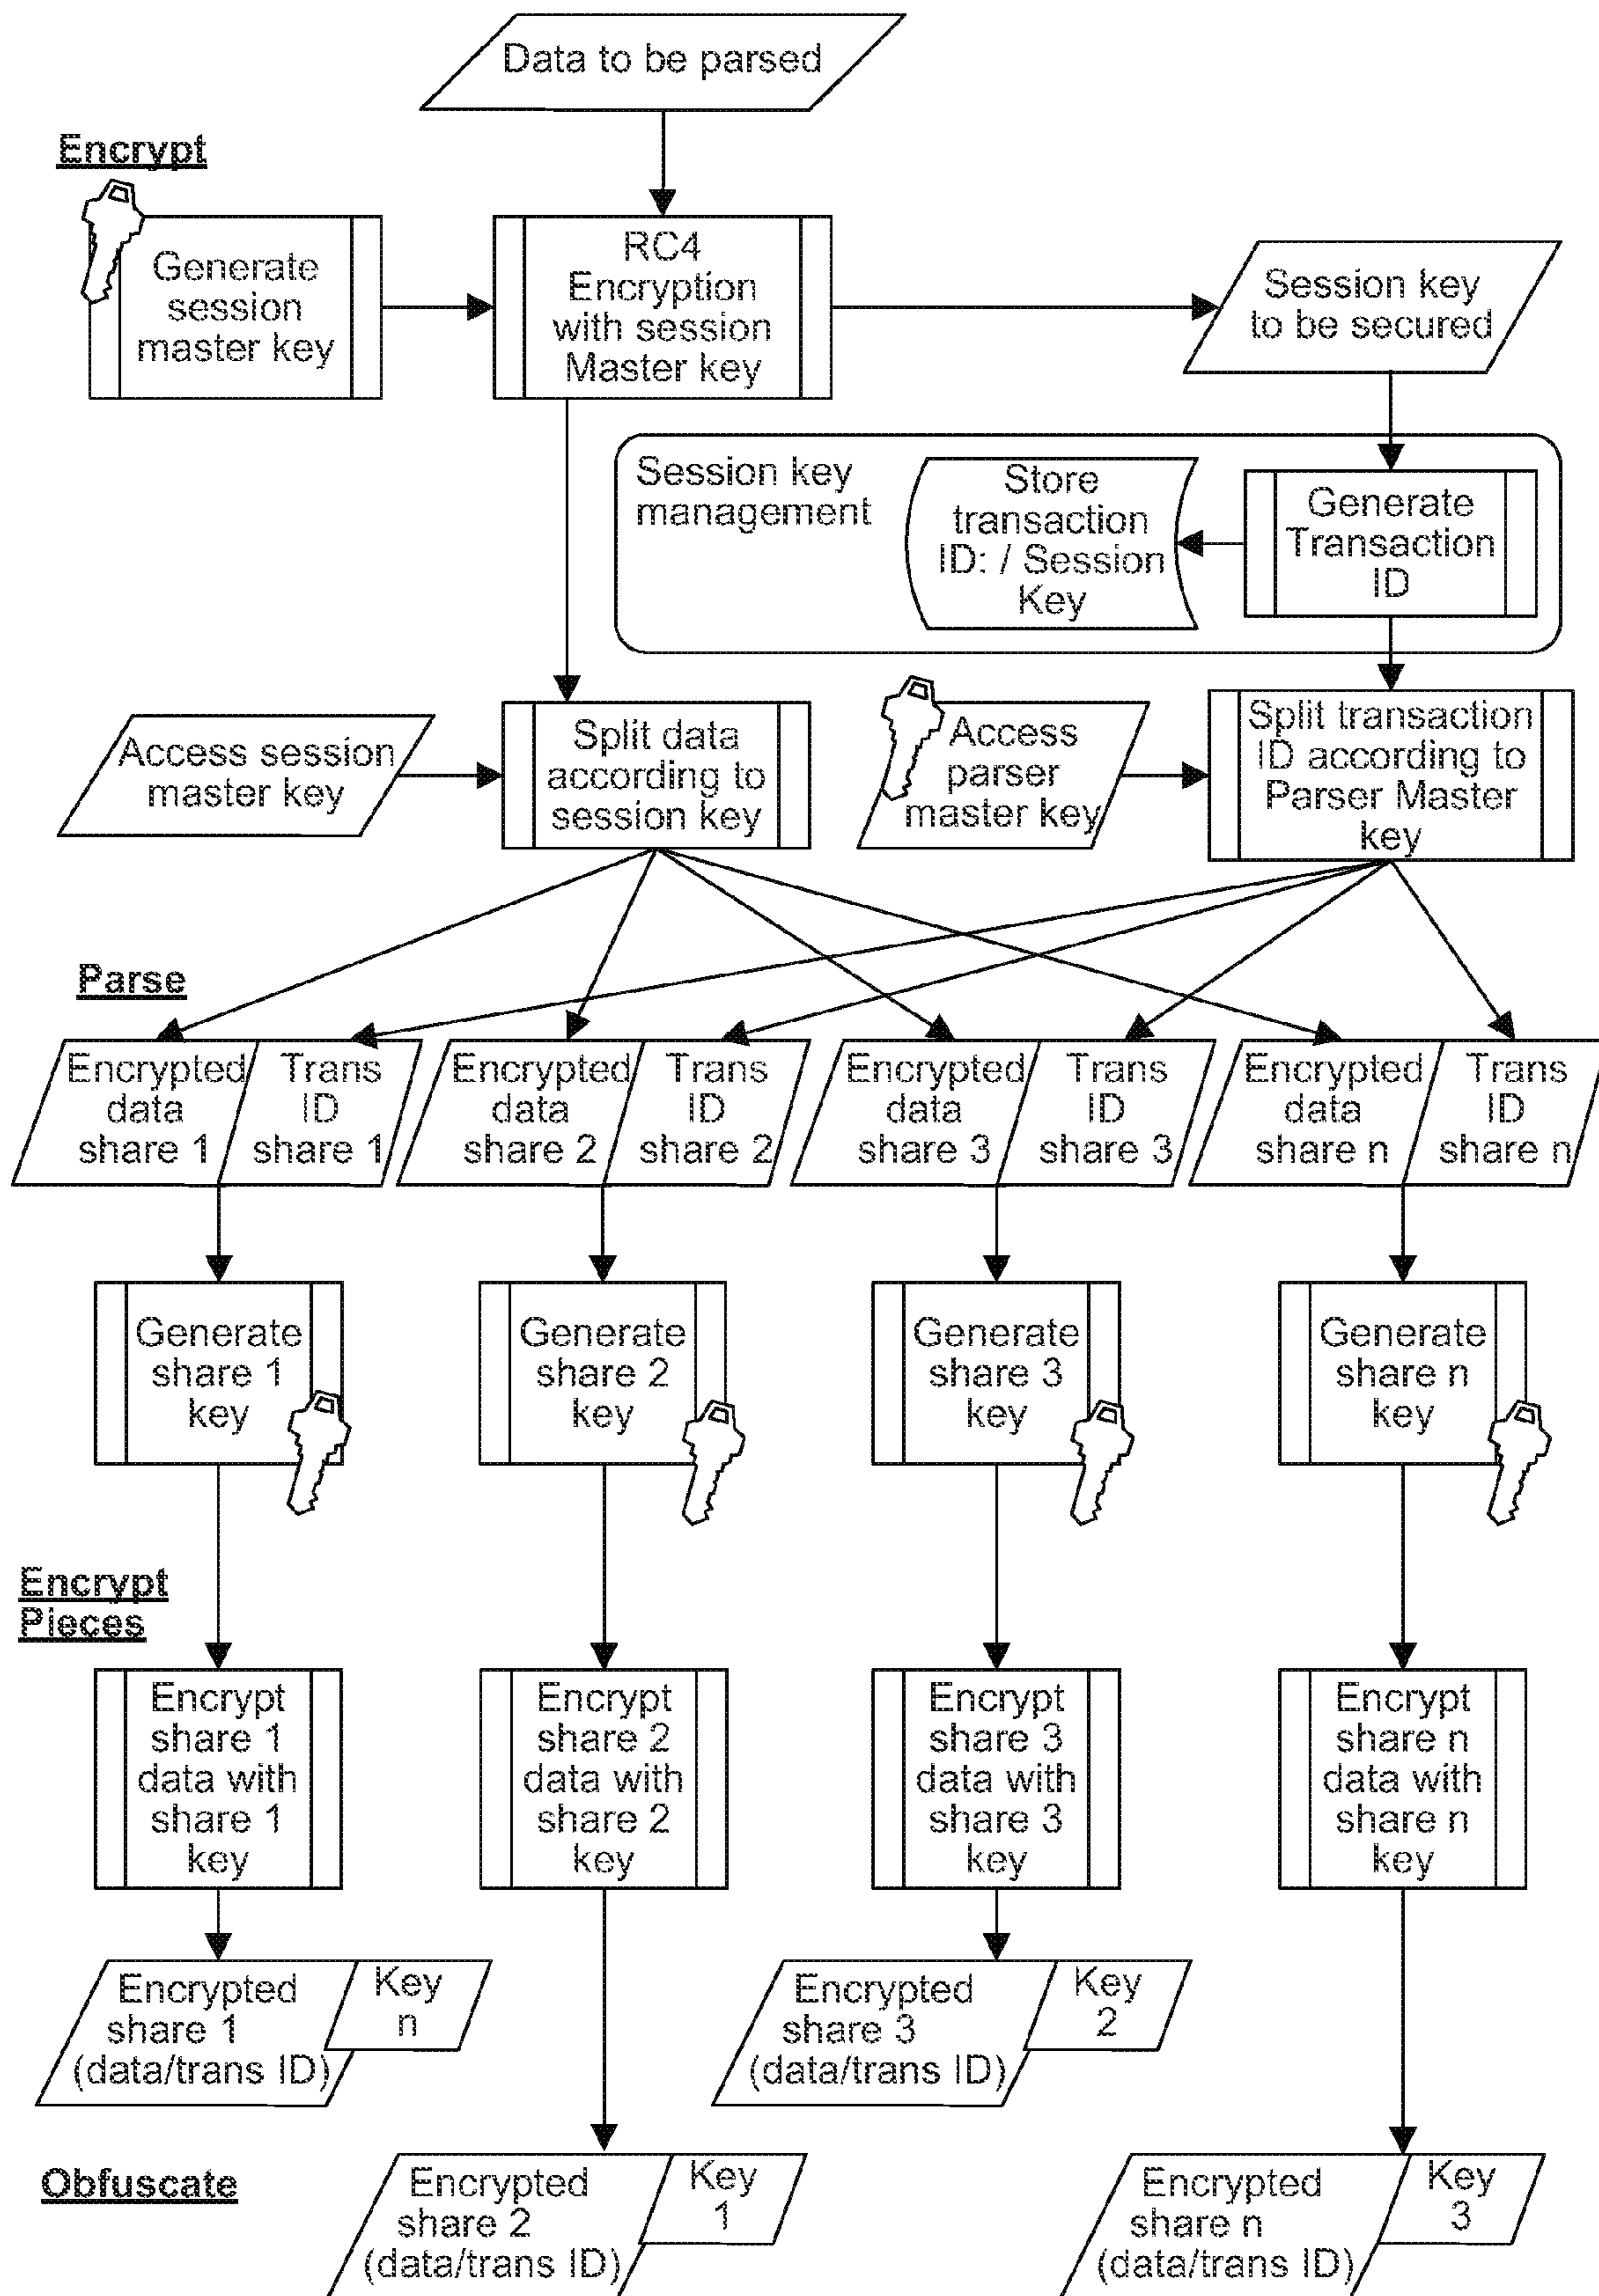 Data to be parsed
Encrypt
Generate
session
master key
RC4
Encryption
with session
Master key
Session key
to be secured
Session key
management
Store
transaction
ID: / Session
Key
Generate
Transaction
ID
Access session
master key
Split data
according to
session key
Access
parser
master key
Split transaction
ID according to
Parser Master
key
Parse
Encrypted
data
share 1
Trans
ID
share 1
Encrypted
data
share 2
Trans
ID
share 2
Encrypted
data
share 3
Trans
ID
share 3
Encrypted
data
share n
Trans
ID
share n
Generate
share 1
key
Generate
share 2
key
Generate
share 3
key
Generate
share n
key
Encrypt
Pieces
Encrypt
share 1
data with
share 1
key
Encrypt
share 2
data with
share 2
key
Encrypt
share 3
data with
share 3
key
Encrypt
share n
data with
share n
key
Encrypted
share 1
(data/trans ID)
Key
n
Encrypted
share 3
(data/trans ID)
Key
2
Obfuscate
Encrypted
share 2
(data/trans ID)
Key
1
Encrypted
share n
(data/trans ID)
Key
3